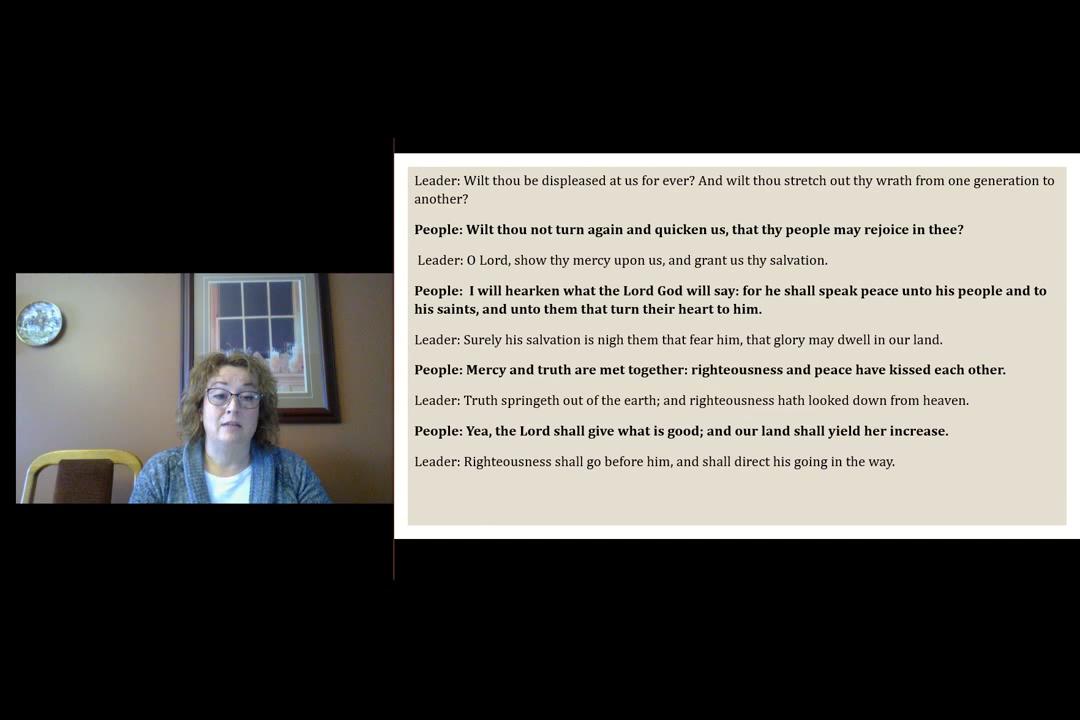 Leader: Wilt thou be displeased at us for ever? And wilt thou stretch out thy wrath from one generation to
another?
People: Wilt thou not turn again and quicken us, that thy people may rejoice in thee?
Leader: O Lord, show thy mercy upon us, and grant us thy salvation.
People: I will hearken what the Lord God will say: for he shall speak peace unto his people and to
his saints, and unto them that turn their heart to him.
Leader: Surely his salvation is nigh them that fear him, that glory may dwell in our land.
People: Mercy and truth are met together: righteousness and peace have kissed each other.
Leader: Truth springeth out of the earth; and righteousness hath looked down from heaven.
People: Yea, the Lord shall give what is good; and our land shall yield her increase.
Leader: Righteousness shall go before him, and shall direct his going in the way.